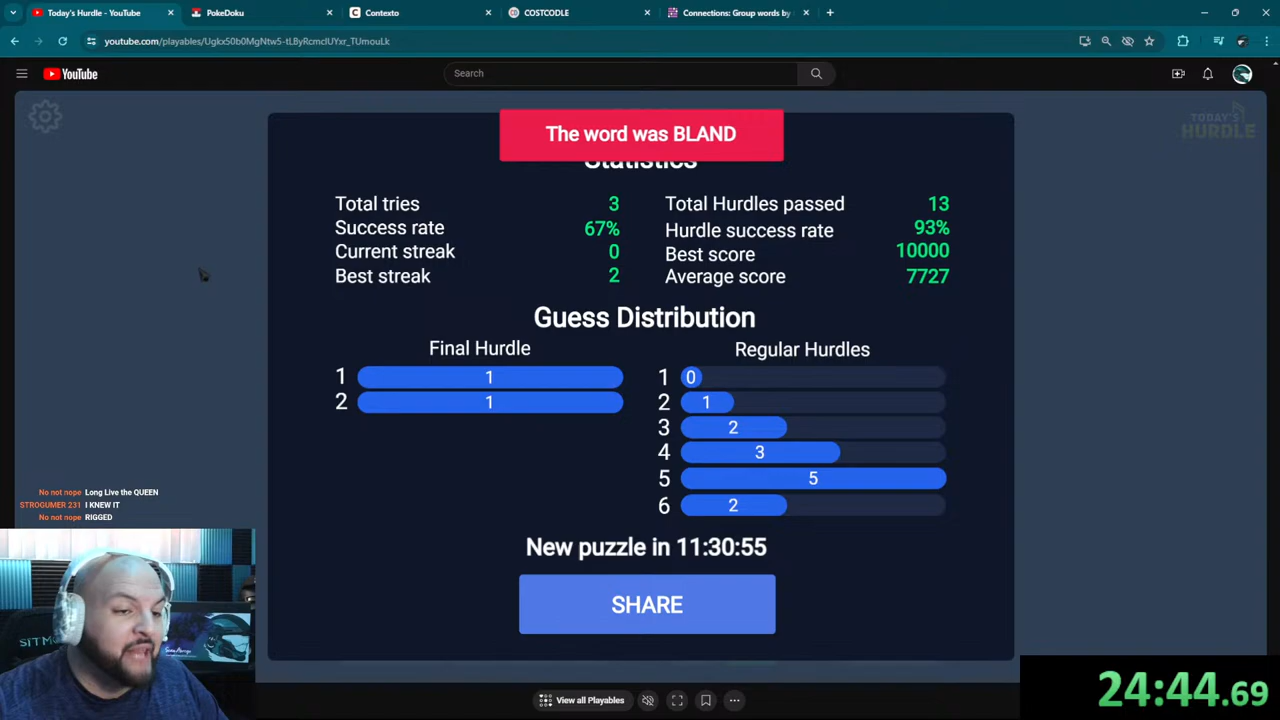 Today's Hurdle - YouTube
PokeDoku
Contexto
COSTCODLE
Connections: Group words by
youtube.com/playables/Ugkx50b0MgNtw5-tLByRcmclUYxr_TUmouLk
YouTube
Search
TODAY'S
HURDLE
The word was BLAND
Statistics
Total tries 3
Success rate 67%
Current streak 0
Best streak 2
Total Hurdles passed 13
Hurdle success rate 93%
Best score 10000
Average score 7727
Guess Distribution
Final Hurdle
1 1
2 1
Regular Hurdles
1 0
2 1
3 2
4 3
5 5
6 2
New puzzle in 11:30:55
SHARE
No not nope Long Live the QUEEN
STROGUMER 231 I KNEW IT
No not nope RIGGED
View all Playables
24:44.69